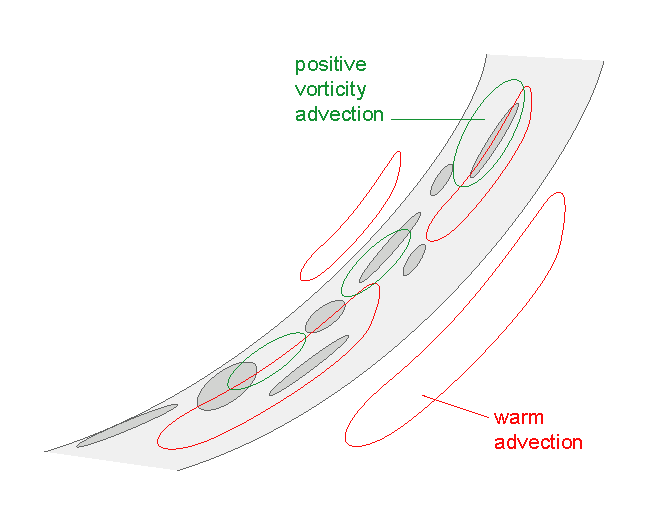 positive
vorticity
advection
warm
advection